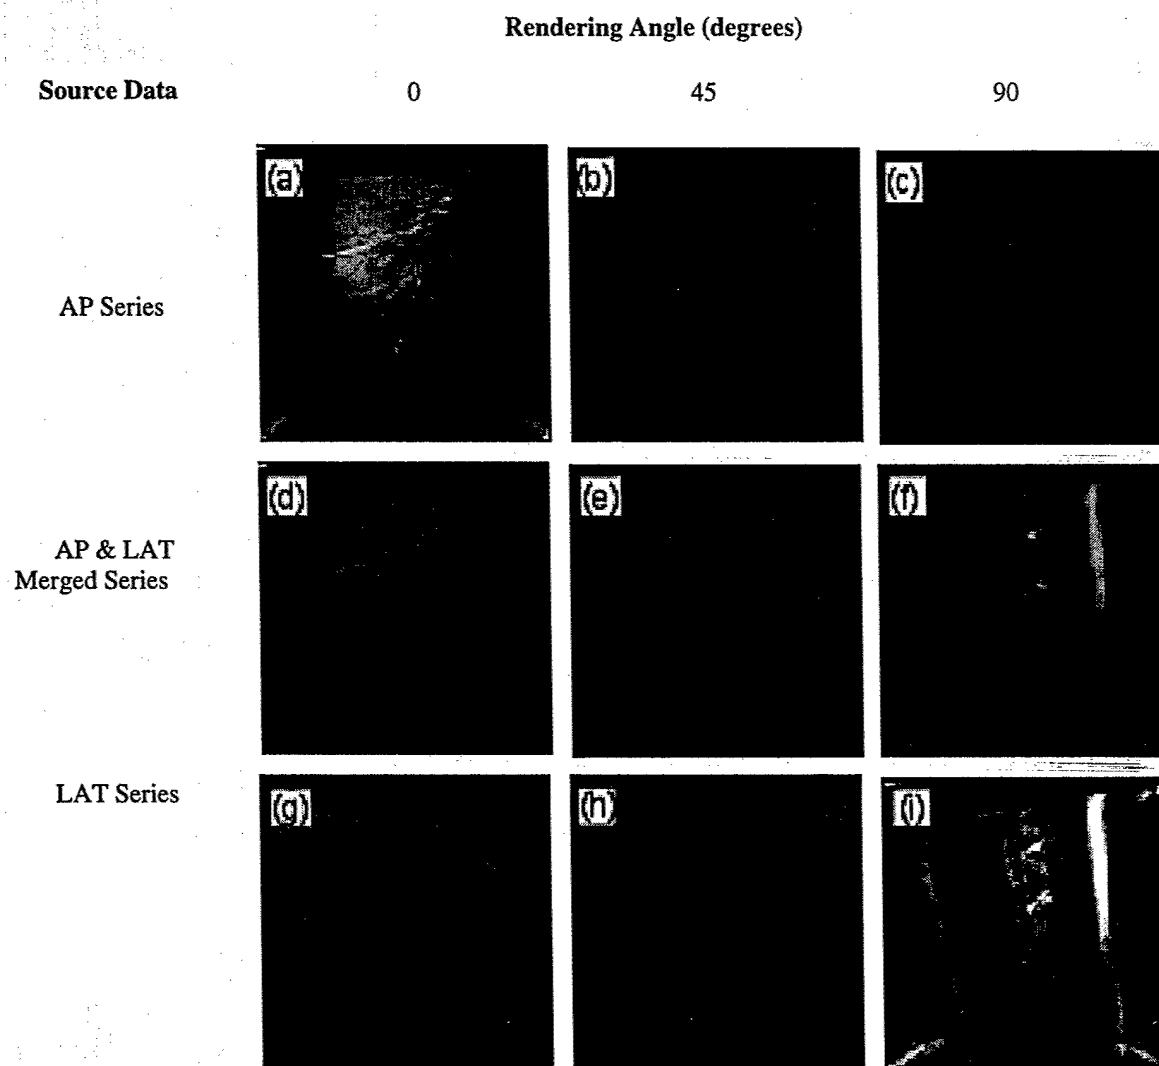 Rendering Angle (degrees)
Source Data 0 45 90
(a) (b) (c)
AP Series
(d) (e) (f)
AP & LAT
Merged Series
(g) (h) (i)
LAT Series